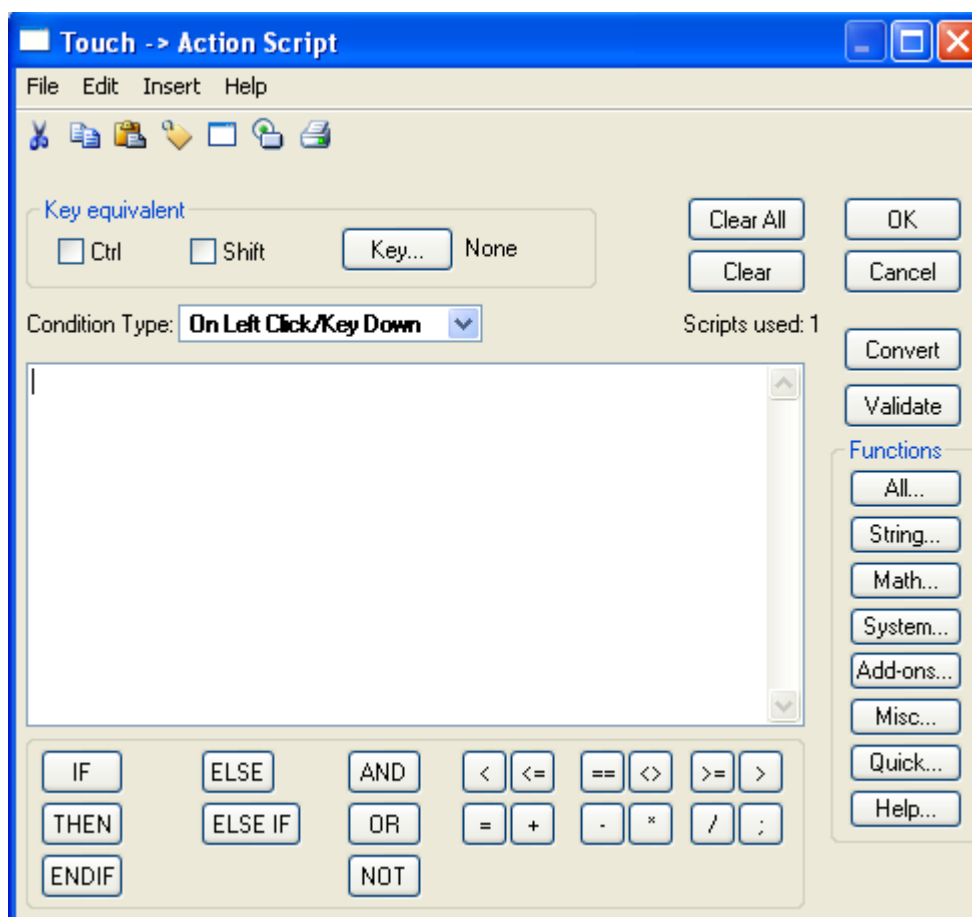 Touch -> Action Script
File Edit Insert Help
Key equivalent
Ctrl Shift Key... None
Clear All
OK
Clear
Cancel
Condition Type: On Left Click/Key Down
Scripts used: 1
Convert
Validate
Functions
All...
String...
Math...
System...
Add-ons...
Misc...
Quick...
Help...
IF ELSE AND < <= == <> >= >
THEN ELSE IF OR = + - * / ;
ENDIF NOT